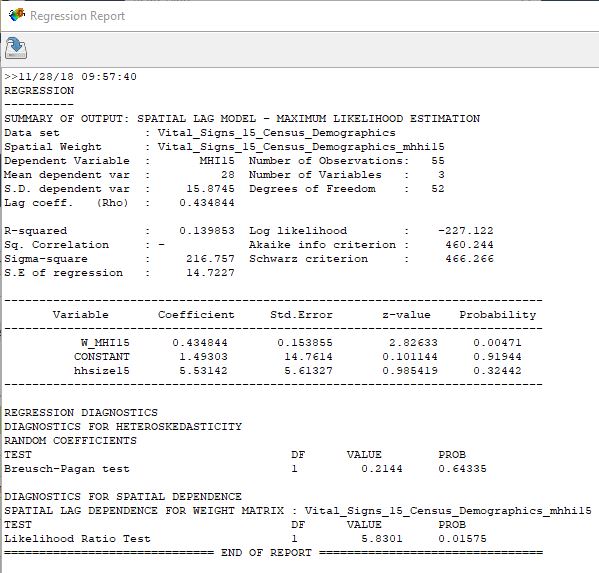 Regression Report
>>11/28/18 09:57:40
REGRESSION
----------
SUMMARY OF OUTPUT: SPATIAL LAG MODEL - MAXIMUM LIKELIHOOD ESTIMATION
Data set            : Vital_Signs_15_Census_Demographics
Spatial Weight      : Vital_Signs_15_Census_Demographics_mhhi15
Dependent Variable  :       MHI15  Number of Observations:   55
Mean dependent var  :          28  Number of Variables   :    3
S.D. dependent var  :     15.8745  Degrees of Freedom    :   52
Lag coeff.   (Rho)  :    0.434844

R-squared           :    0.139853  Log likelihood        :    -227.122
Sq. Correlation     : -            Akaike info criterion :     460.244
Sigma-square        :     216.757  Schwarz criterion     :     466.266
S.E of regression   :     14.7227

-----------------------------------------------------------------------------
       Variable       Coefficient     Std.Error       z-value    Probability
-----------------------------------------------------------------------------
           W_MHI15       0.434844      0.153855       2.82633      0.00471
          CONSTANT        1.49303       14.7614      0.101144      0.91944
          hhsize15        5.53142       5.61327      0.985419      0.32442
-----------------------------------------------------------------------------

REGRESSION DIAGNOSTICS
DIAGNOSTICS FOR HETEROSKEDASTICITY
RANDOM COEFFICIENTS
TEST                                     DF      VALUE        PROB
Breusch-Pagan test                       1         0.2144     0.64335

DIAGNOSTICS FOR SPATIAL DEPENDENCE
SPATIAL LAG DEPENDENCE FOR WEIGHT MATRIX : Vital_Signs_15_Census_Demographics_mhhi15
TEST                                     DF      VALUE        PROB
Likelihood Ratio Test                    1         5.8301     0.01575
============================== END OF REPORT ================================